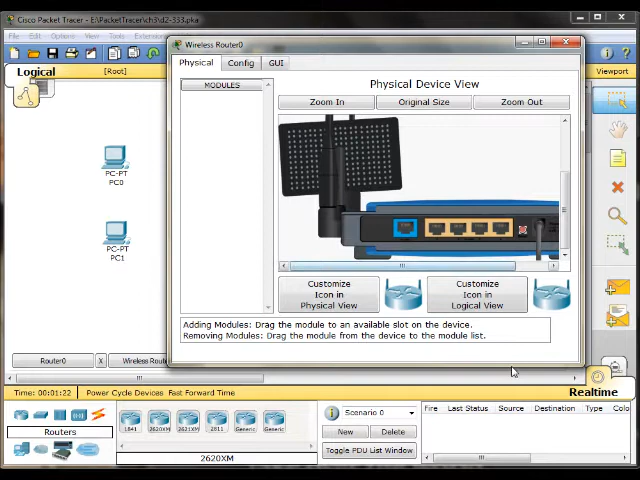 Cisco Packet Tracer - E:\PacketTracer\ch3\d2-333.pka
File Edit Options View Tools Extensions
Wireless Router0
Logical
[Root]
Viewport
Physical
Config
GUI
MODULES
Physical Device View
Zoom In
Original Size
Zoom Out
PC-PT
PC0
PC-PT
PC1
Customize
Icon in
Physical View
Customize
Icon in
Logical View
Adding Modules: Drag the module to an available slot on the device.
Removing Modules: Drag the module from the device to the module list.
Router0
X
Wireless Rout
Time: 00:01:22
Power Cycle Devices Fast Forward Time
Realtime
Routers
1841
2620XM
2621XM
2811
Generic
Generic
2620XM
Scenario 0
New
Delete
Toggle PDU List Window
Fire
Last Status
Source
Destination
Type
Colo